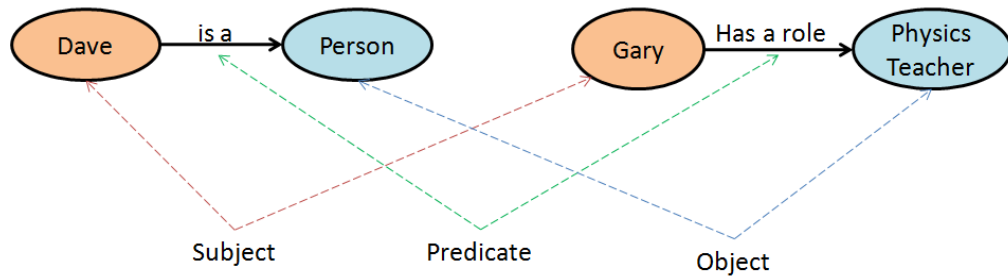 Dave
is a
Person
Gary
Has a role
Physics
Teacher
Subject
Predicate
Object